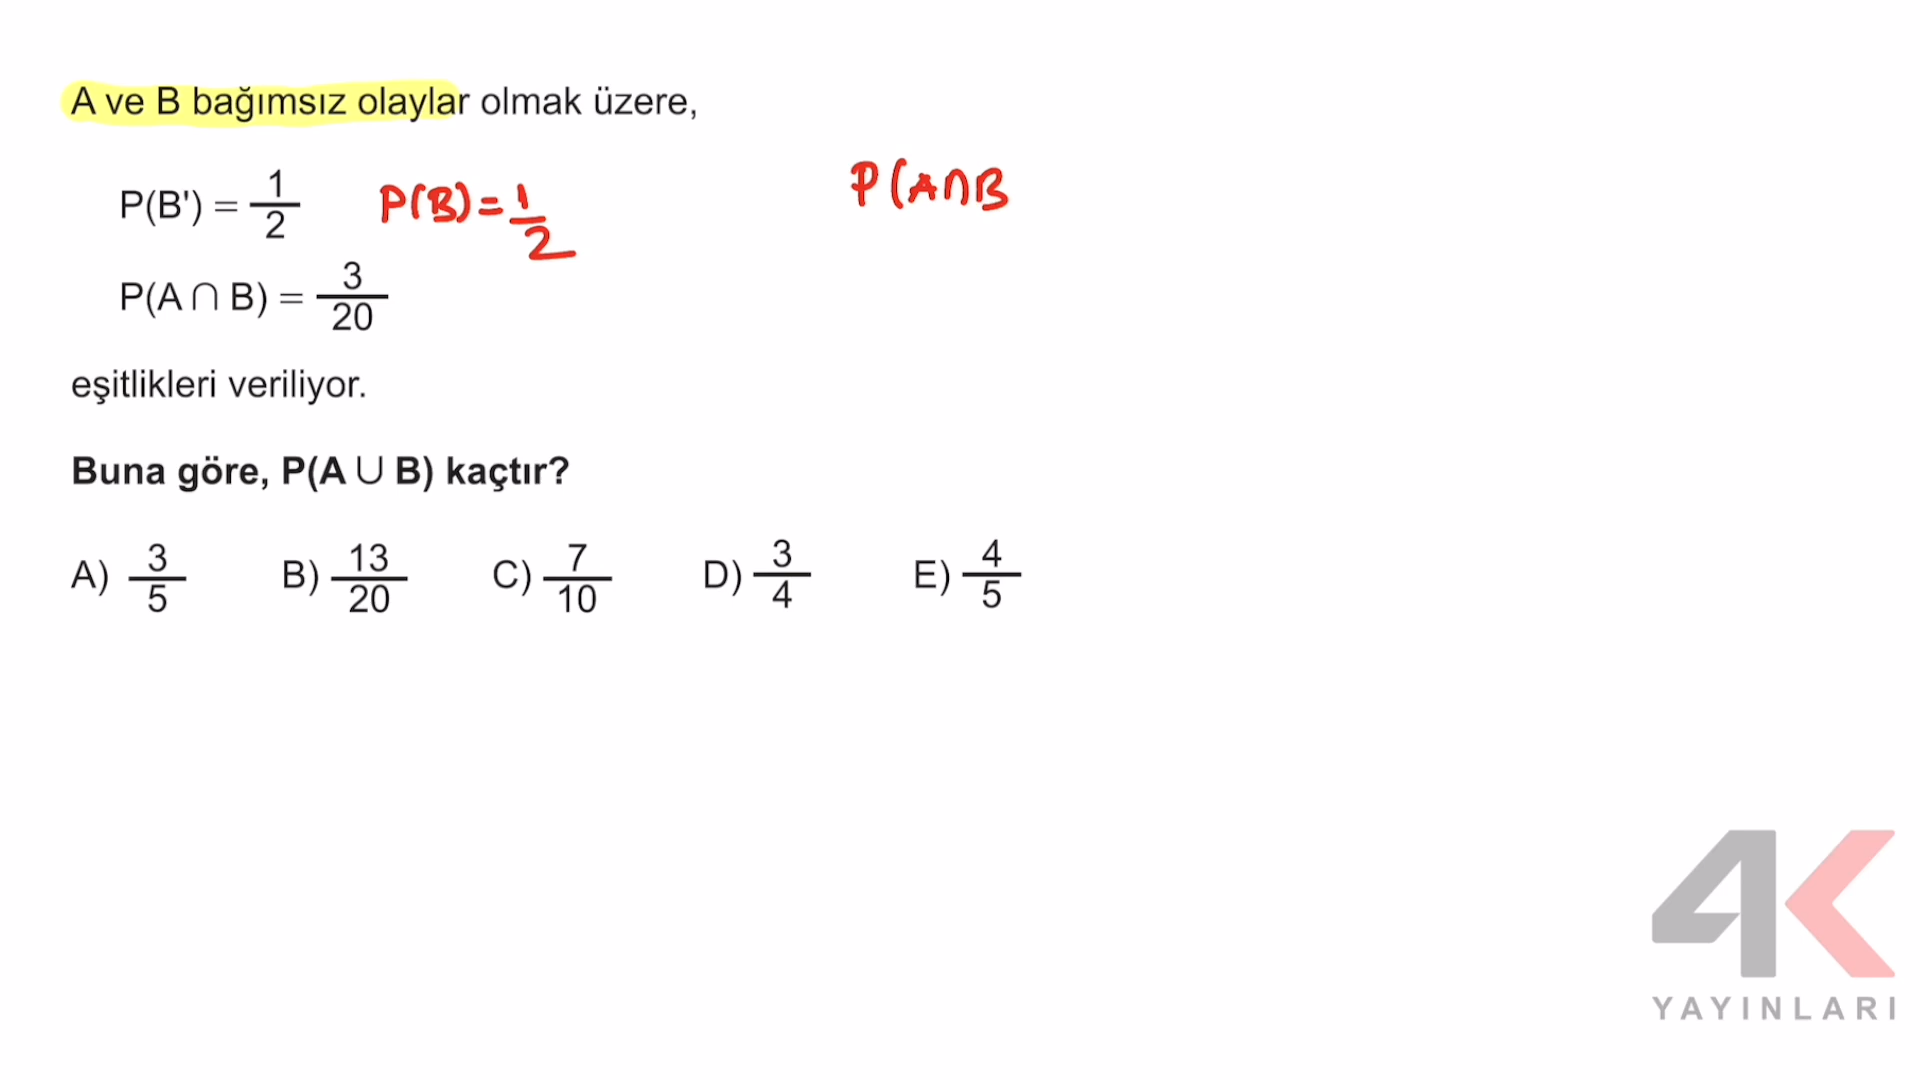 A ve B bağımsız olaylar olmak üzere,
P(B') = 1/2 P(B) = 1/2 P(A∩B
P(A ∩ B) = 3/20
eşitlikleri veriliyor.
Buna göre, P(A ∪ B) kaçtır?
A) 3/5 B) 13/20 C) 7/10 D) 3/4 E) 4/5
4K
YAYINLARI